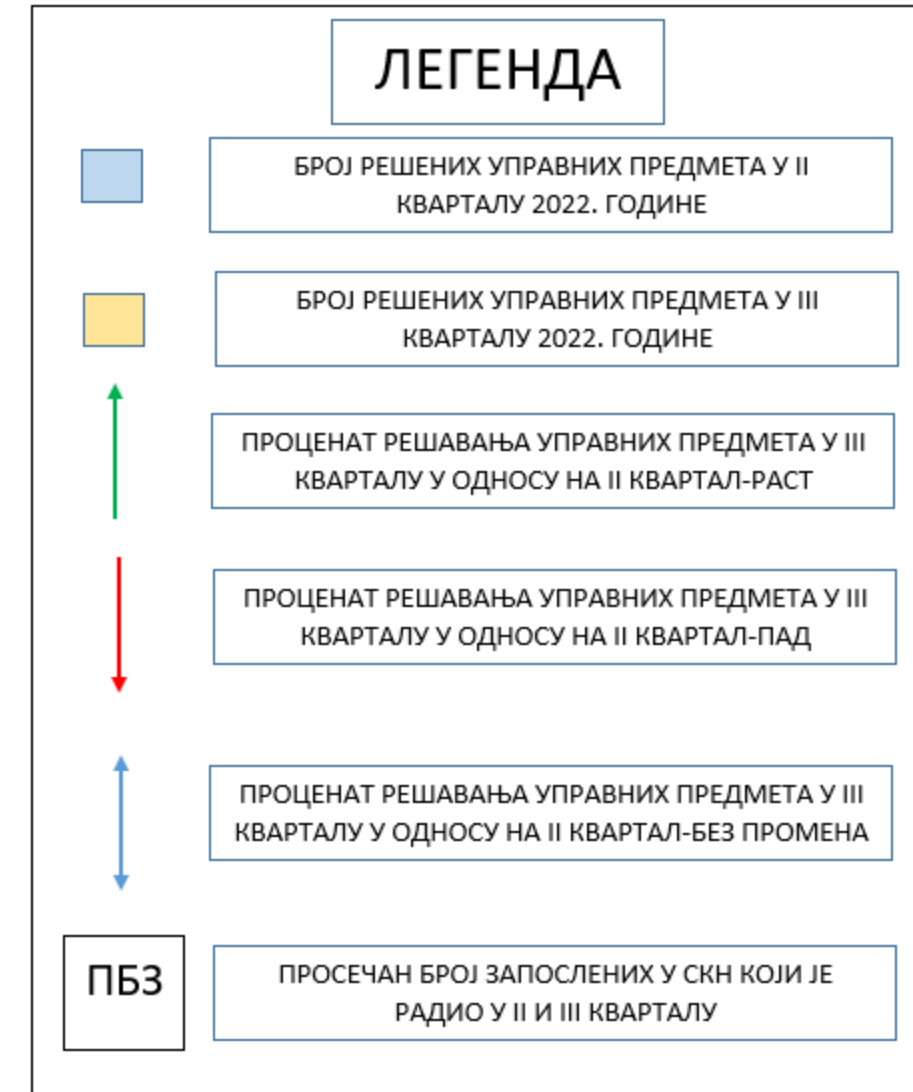 ЛЕГЕНДА
БРОЈ РЕШЕНИХ УПРАВНИХ ПРЕДМЕТА У II
КВАРТАЛУ 2022. ГОДИНЕ
БРОЈ РЕШЕНИХ УПРАВНИХ ПРЕДМЕТА У III
КВАРТАЛУ 2022. ГОДИНЕ
ПРОЦЕНАТ РЕШАВАЊА УПРАВНИХ ПРЕДМЕТА У III
КВАРТАЛУ У ОДНОСУ НА II КВАРТАЛ-РАСТ
ПРОЦЕНАТ РЕШАВАЊА УПРАВНИХ ПРЕДМЕТА У III
КВАРТАЛУ У ОДНОСУ НА II КВАРТАЛ-ПАД
ПРОЦЕНАТ РЕШАВАЊА УПРАВНИХ ПРЕДМЕТА У III
КВАРТАЛУ У ОДНОСУ НА II КВАРТАЛ-БЕЗ ПРОМЕНА
ПБЗ
ПРОСЕЧАН БРОЈ ЗАПОСЛЕНИХ У СКН КОЈИ ЈЕ
РАДИО У II И III КВАРТАЛУ